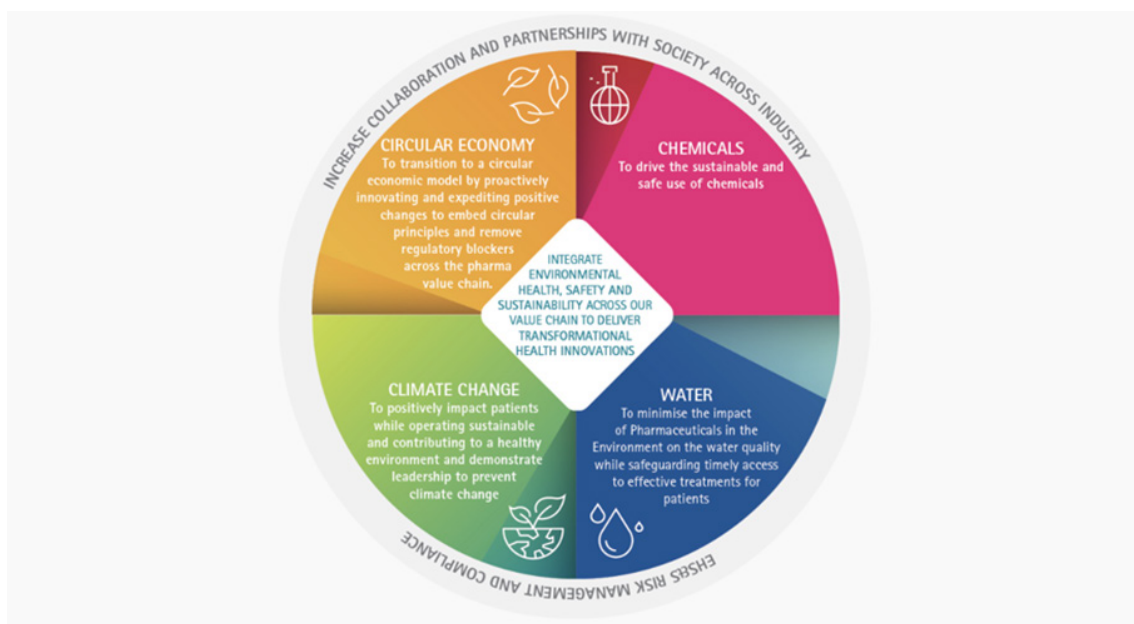 INCREASE COLLABORATION AND PARTNERSHIPS WITH SOCIETY ACROSS INDUSTRY
CIRCULAR ECONOMY
To transition to a circular
economic model by proactively
innovating and expediting positive
changes to embed circular
principles and remove
regulatory blockers
across the pharma
value chain.
CHEMICALS
To drive the sustainable and
safe use of chemicals
INTEGRATE
ENVIRONMENTAL
HEALTH, SAFETY AND
SUSTAINABILITY ACROSS OUR
VALUE CHAIN TO DELIVER
TRANSFORMATIONAL
HEALTH INNOVATIONS
CLIMATE CHANGE
To positively impact patients
while operating sustainable
and contributing to a healthy
environment and demonstrate
leadership to prevent
climate change
WATER
To minimise the impact
of Pharmaceuticals in the
Environment on the water quality
while safeguarding timely access
to effective treatments for
patients
EHS&S RISK MANAGEMENT AND COMPLIANCE